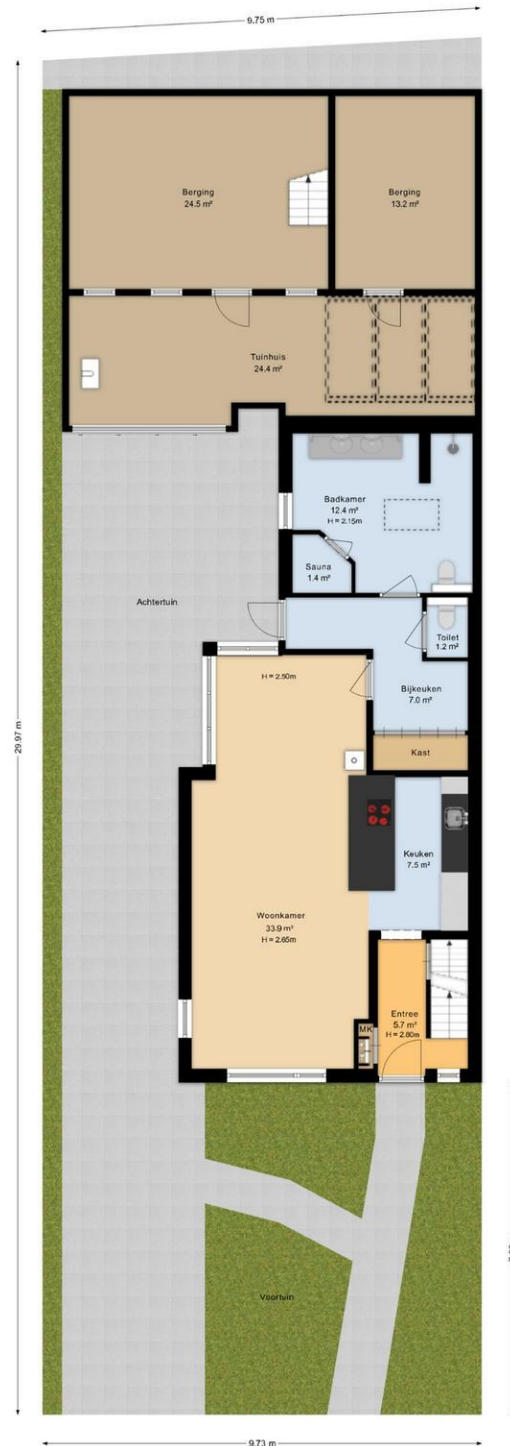 9.75 m
Berging
24.5 m²
Berging
13.2 m²
Tuinhuis
24.4 m²
Badkamer
12.4 m²
H = 2.15m
Sauna
1.4 m²
Achtertuin
Toilet
1.2 m²
H = 2.50m
Bijkeuken
7.0 m²
29.97 m
Kast
Keuken
7.5 m²
Woonkamer
33.9 m²
H = 2.65m
Entree
5.7 m²
H = 2.60m
MK
Voortuin
9.73 m